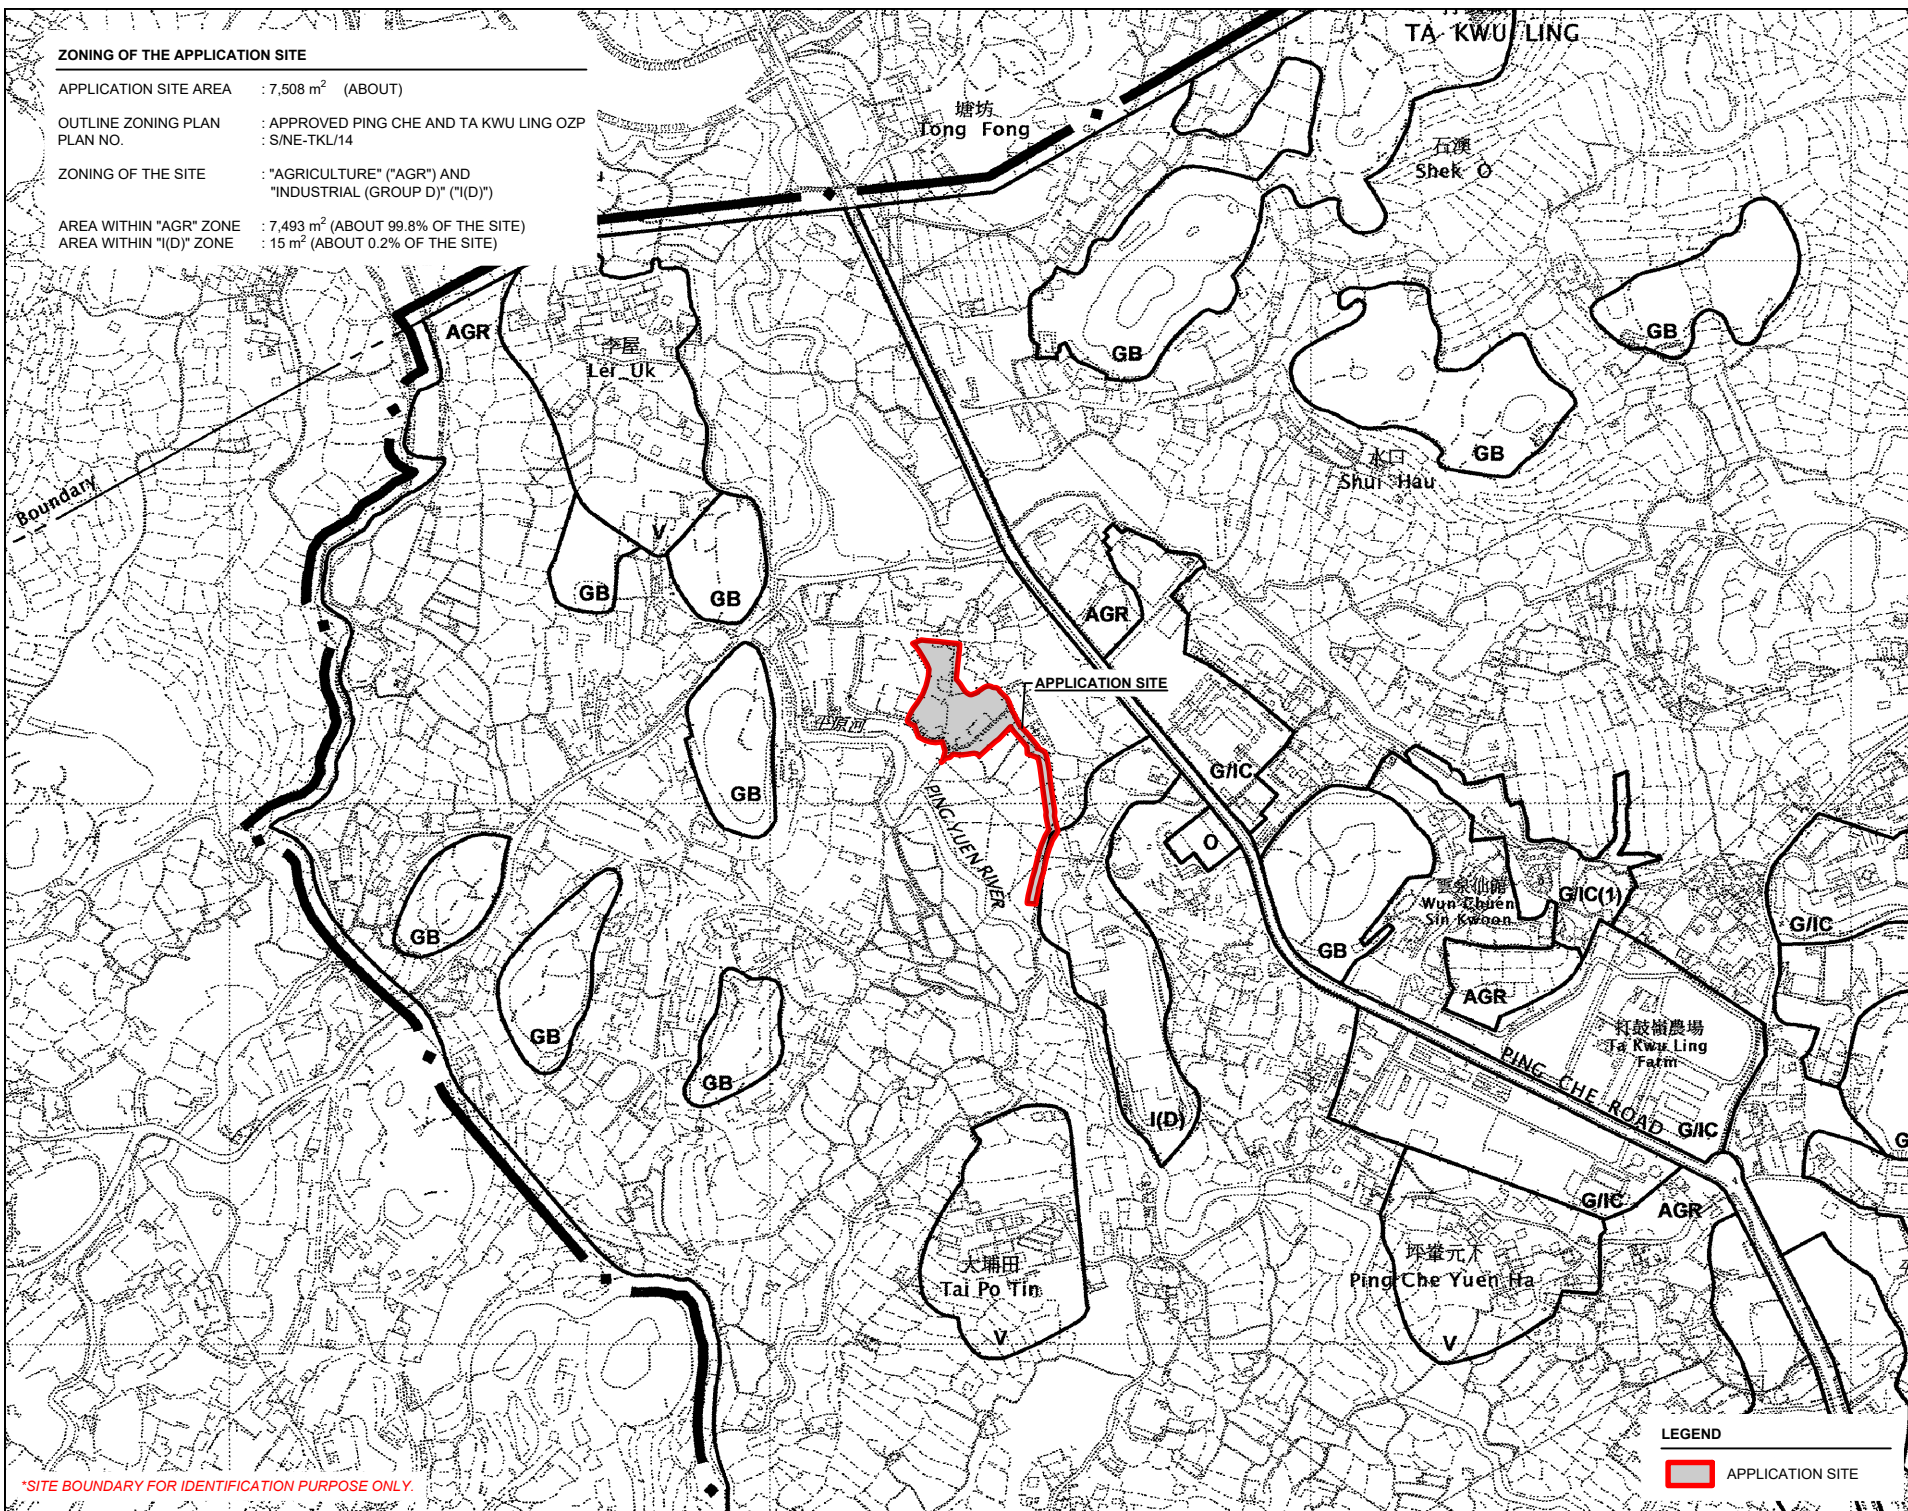 ZONING OF THE APPLICATION SITE
APPLICATION SITE AREA : 7,508 m² (ABOUT)
OUTLINE ZONING PLAN : APPROVED PING CHE AND TA KWU LING OZP
PLAN NO. : S/NE-TKL/14
ZONING OF THE SITE : "AGRICULTURE" ("AGR") AND
"INDUSTRIAL (GROUP D)" ("I(D)")
AREA WITHIN "AGR" ZONE : 7,493 m² (ABOUT 99.8% OF THE SITE)
AREA WITHIN "I(D)" ZONE : 15 m² (ABOUT 0.2% OF THE SITE)
TA KWU LING
塘坊
Tong Fong
石澳
Shek O
GB
AGR
李屋
Lei Uk
GB
GB
水口
Shui Hau
Boundary
V
GB
GB
AGR
APPLICATION SITE
平原河
PING YUEN RIVER
GB
G/IC
O
雲泉仙館
Wun Chuen
Sin Kwoon
G/IC(1)
G/IC
GB
GB
AGR
GB
打鼓嶺農場
Ta Kwu Ling
Farm
GB
PING CHE ROAD
I(D)
G/IC
G/IC
AGR
坪輋元下
Ping Che Yuen Ha
大埔田
Tai Po Tin
V
V
LEGEND
APPLICATION SITE
*SITE BOUNDARY FOR IDENTIFICATION PURPOSE ONLY.